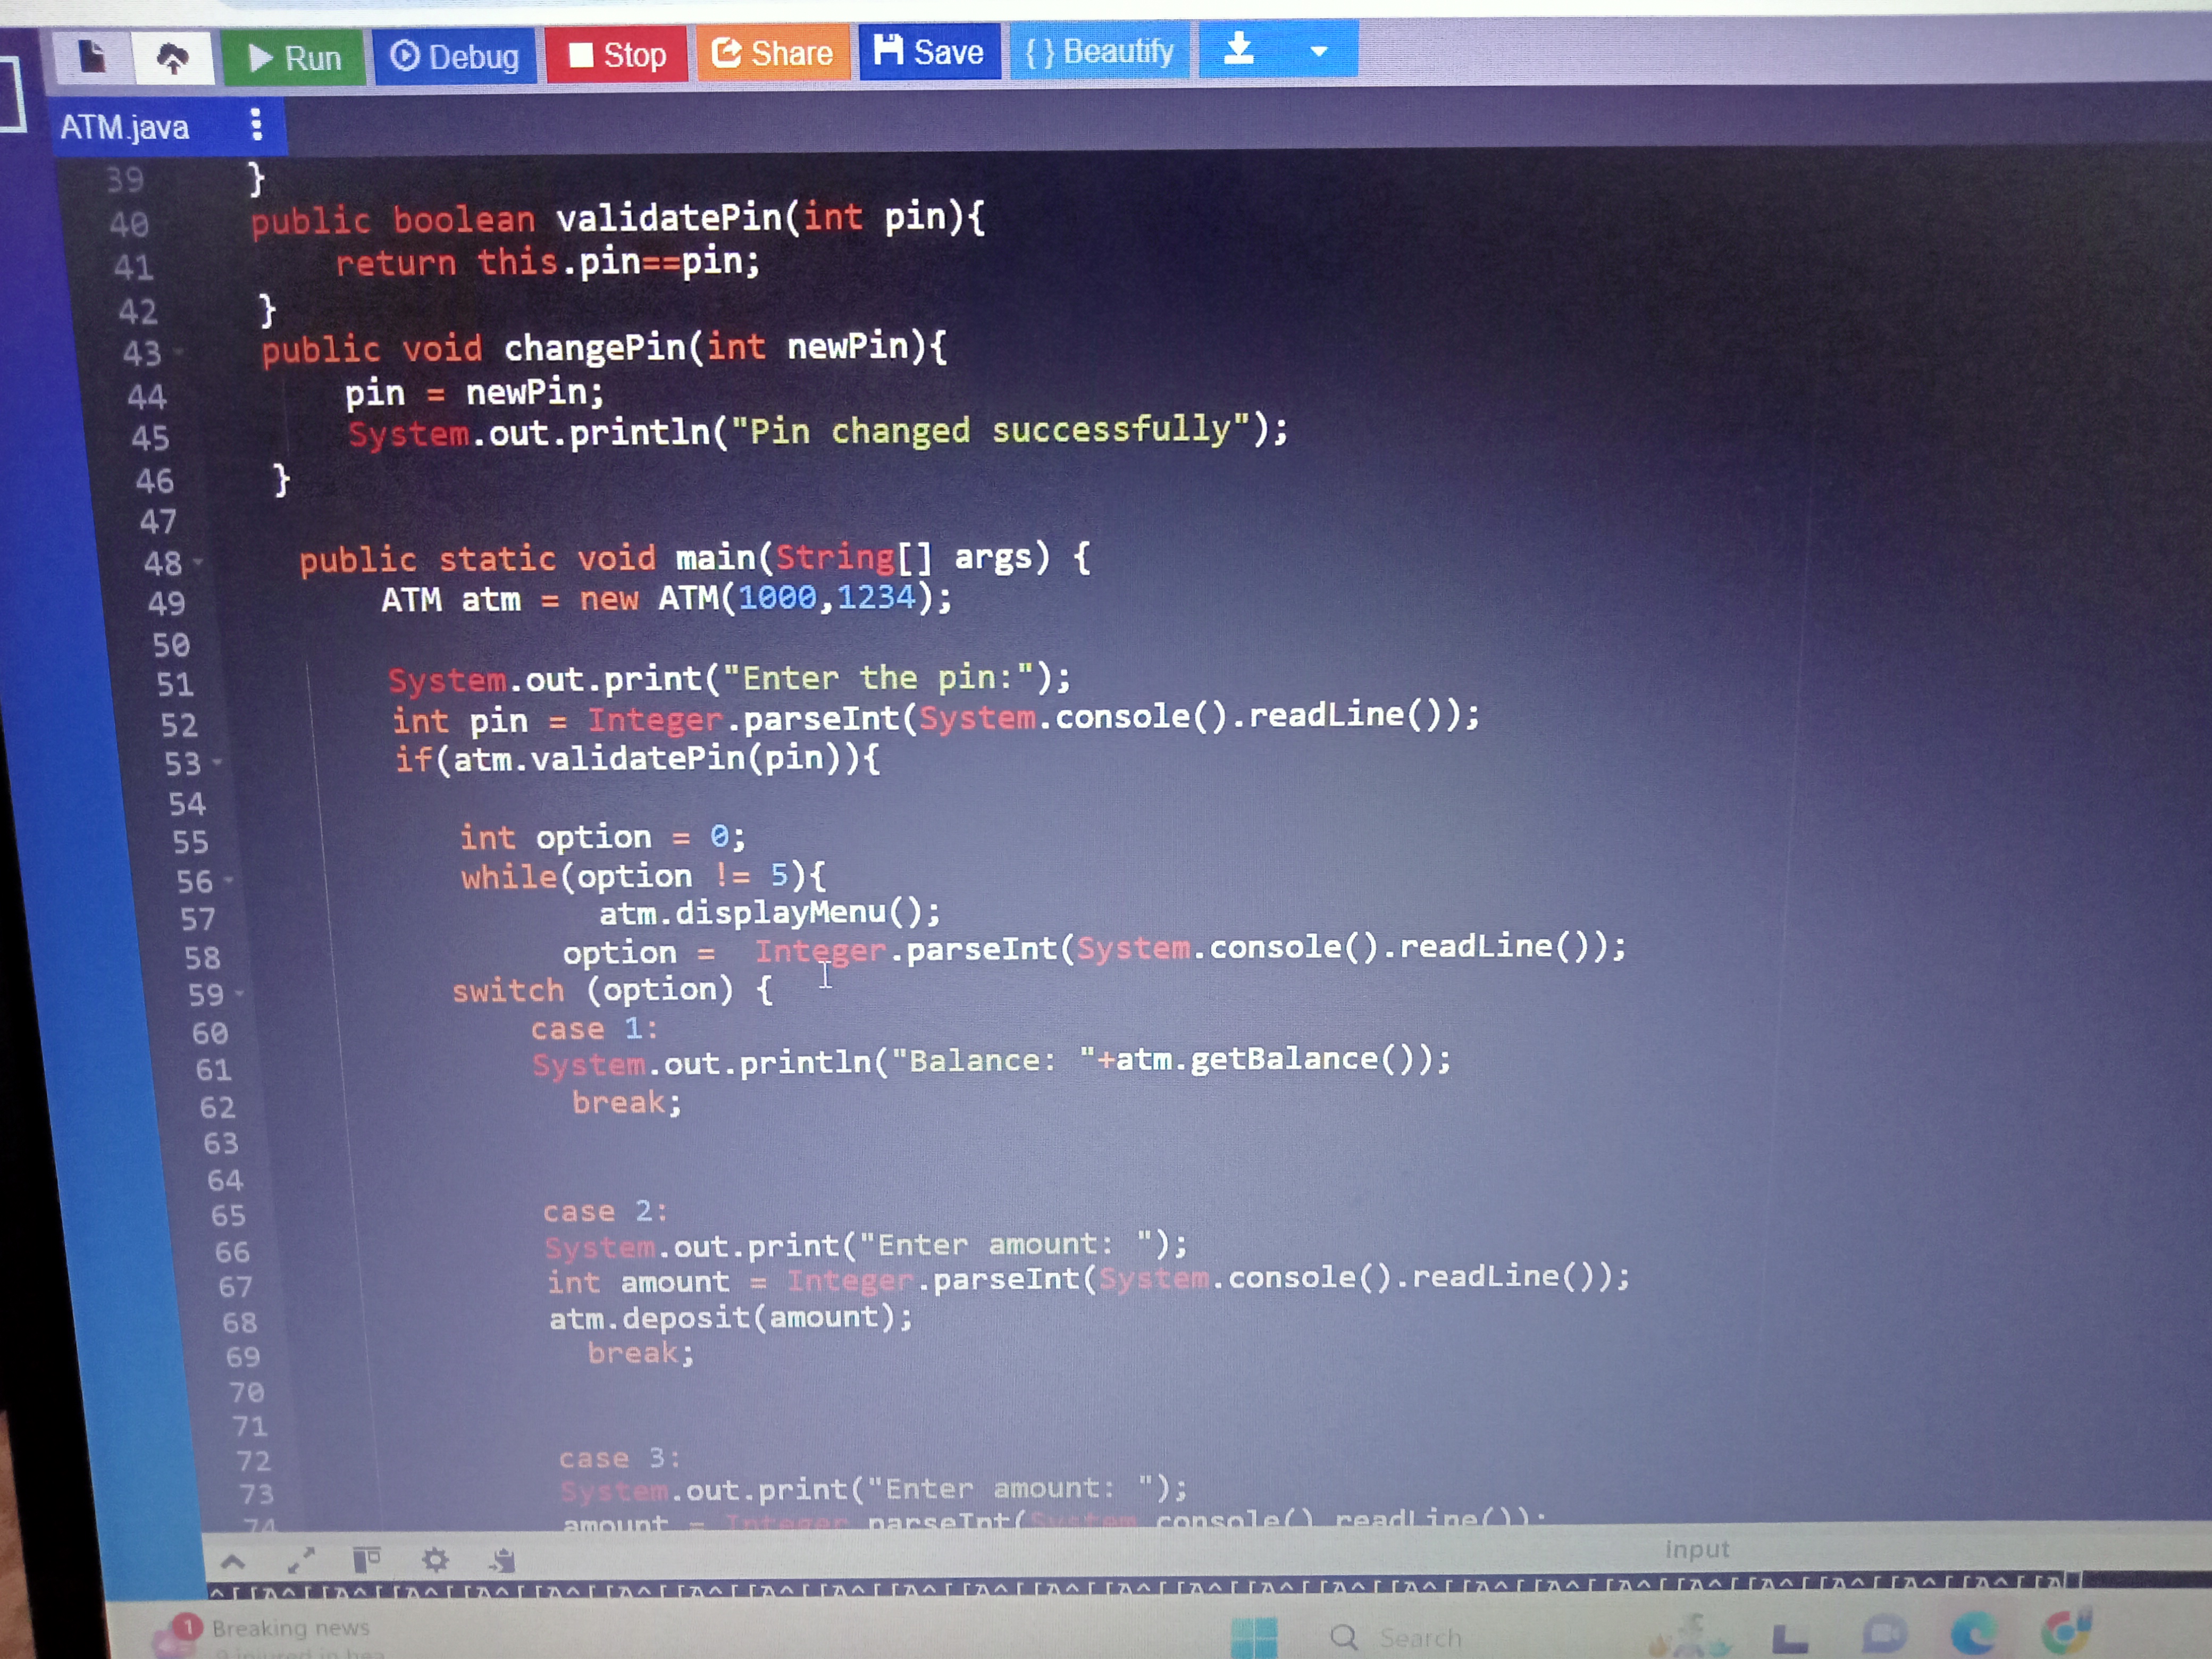 Run Debug Stop Share Save { } Beautify
ATM.java
39 }
40 public boolean validatePin(int pin){
41 return this.pin==pin;
42 }
43 public void changePin(int newPin){
44 pin = newPin;
45 System.out.println("Pin changed successfully");
46 }
47
48 public static void main(String[] args) {
49 ATM atm = new ATM(1000,1234);
50
51 System.out.print("Enter the pin:");
52 int pin = Integer.parseInt(System.console().readLine());
53 if(atm.validatePin(pin)){
54
55 int option = 0;
56 while(option != 5){
57 atm.displayMenu();
58 option = Integer.parseInt(System.console().readLine());
59 switch (option) {
60 case 1:
61 System.out.println("Balance: "+atm.getBalance());
62 break;
63
64
65 case 2:
66 System.out.print("Enter amount: ");
67 int amount = Integer.parseInt(System.console().readLine());
68 atm.deposit(amount);
69 break;
70
71
72 case 3:
73 System.out.print("Enter amount: ");
74 amount = Integer.parseInt(System.console().readLine());
input
1 Breaking news
Search